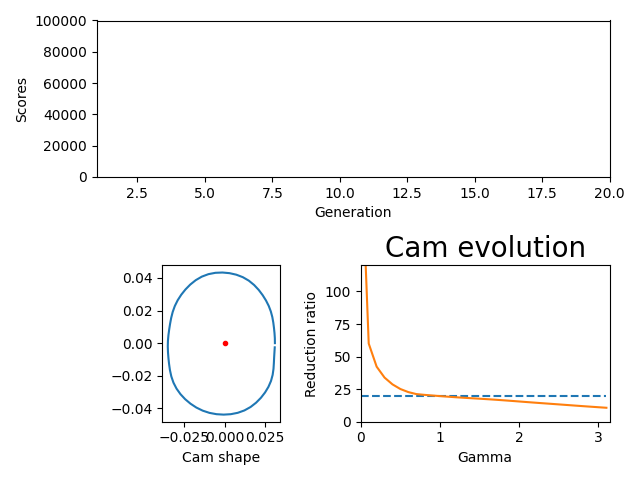 100000
80000
60000
40000
20000
0
Scores
2.5 5.0 7.5 10.0 12.5 15.0 17.5 20.0
Generation
0.04
0.02
0.00
−0.02
−0.04
−0.025 0.000 0.025
Cam shape
Cam evolution
100
75
50
25
0
Reduction ratio
0 1 2 3
Gamma